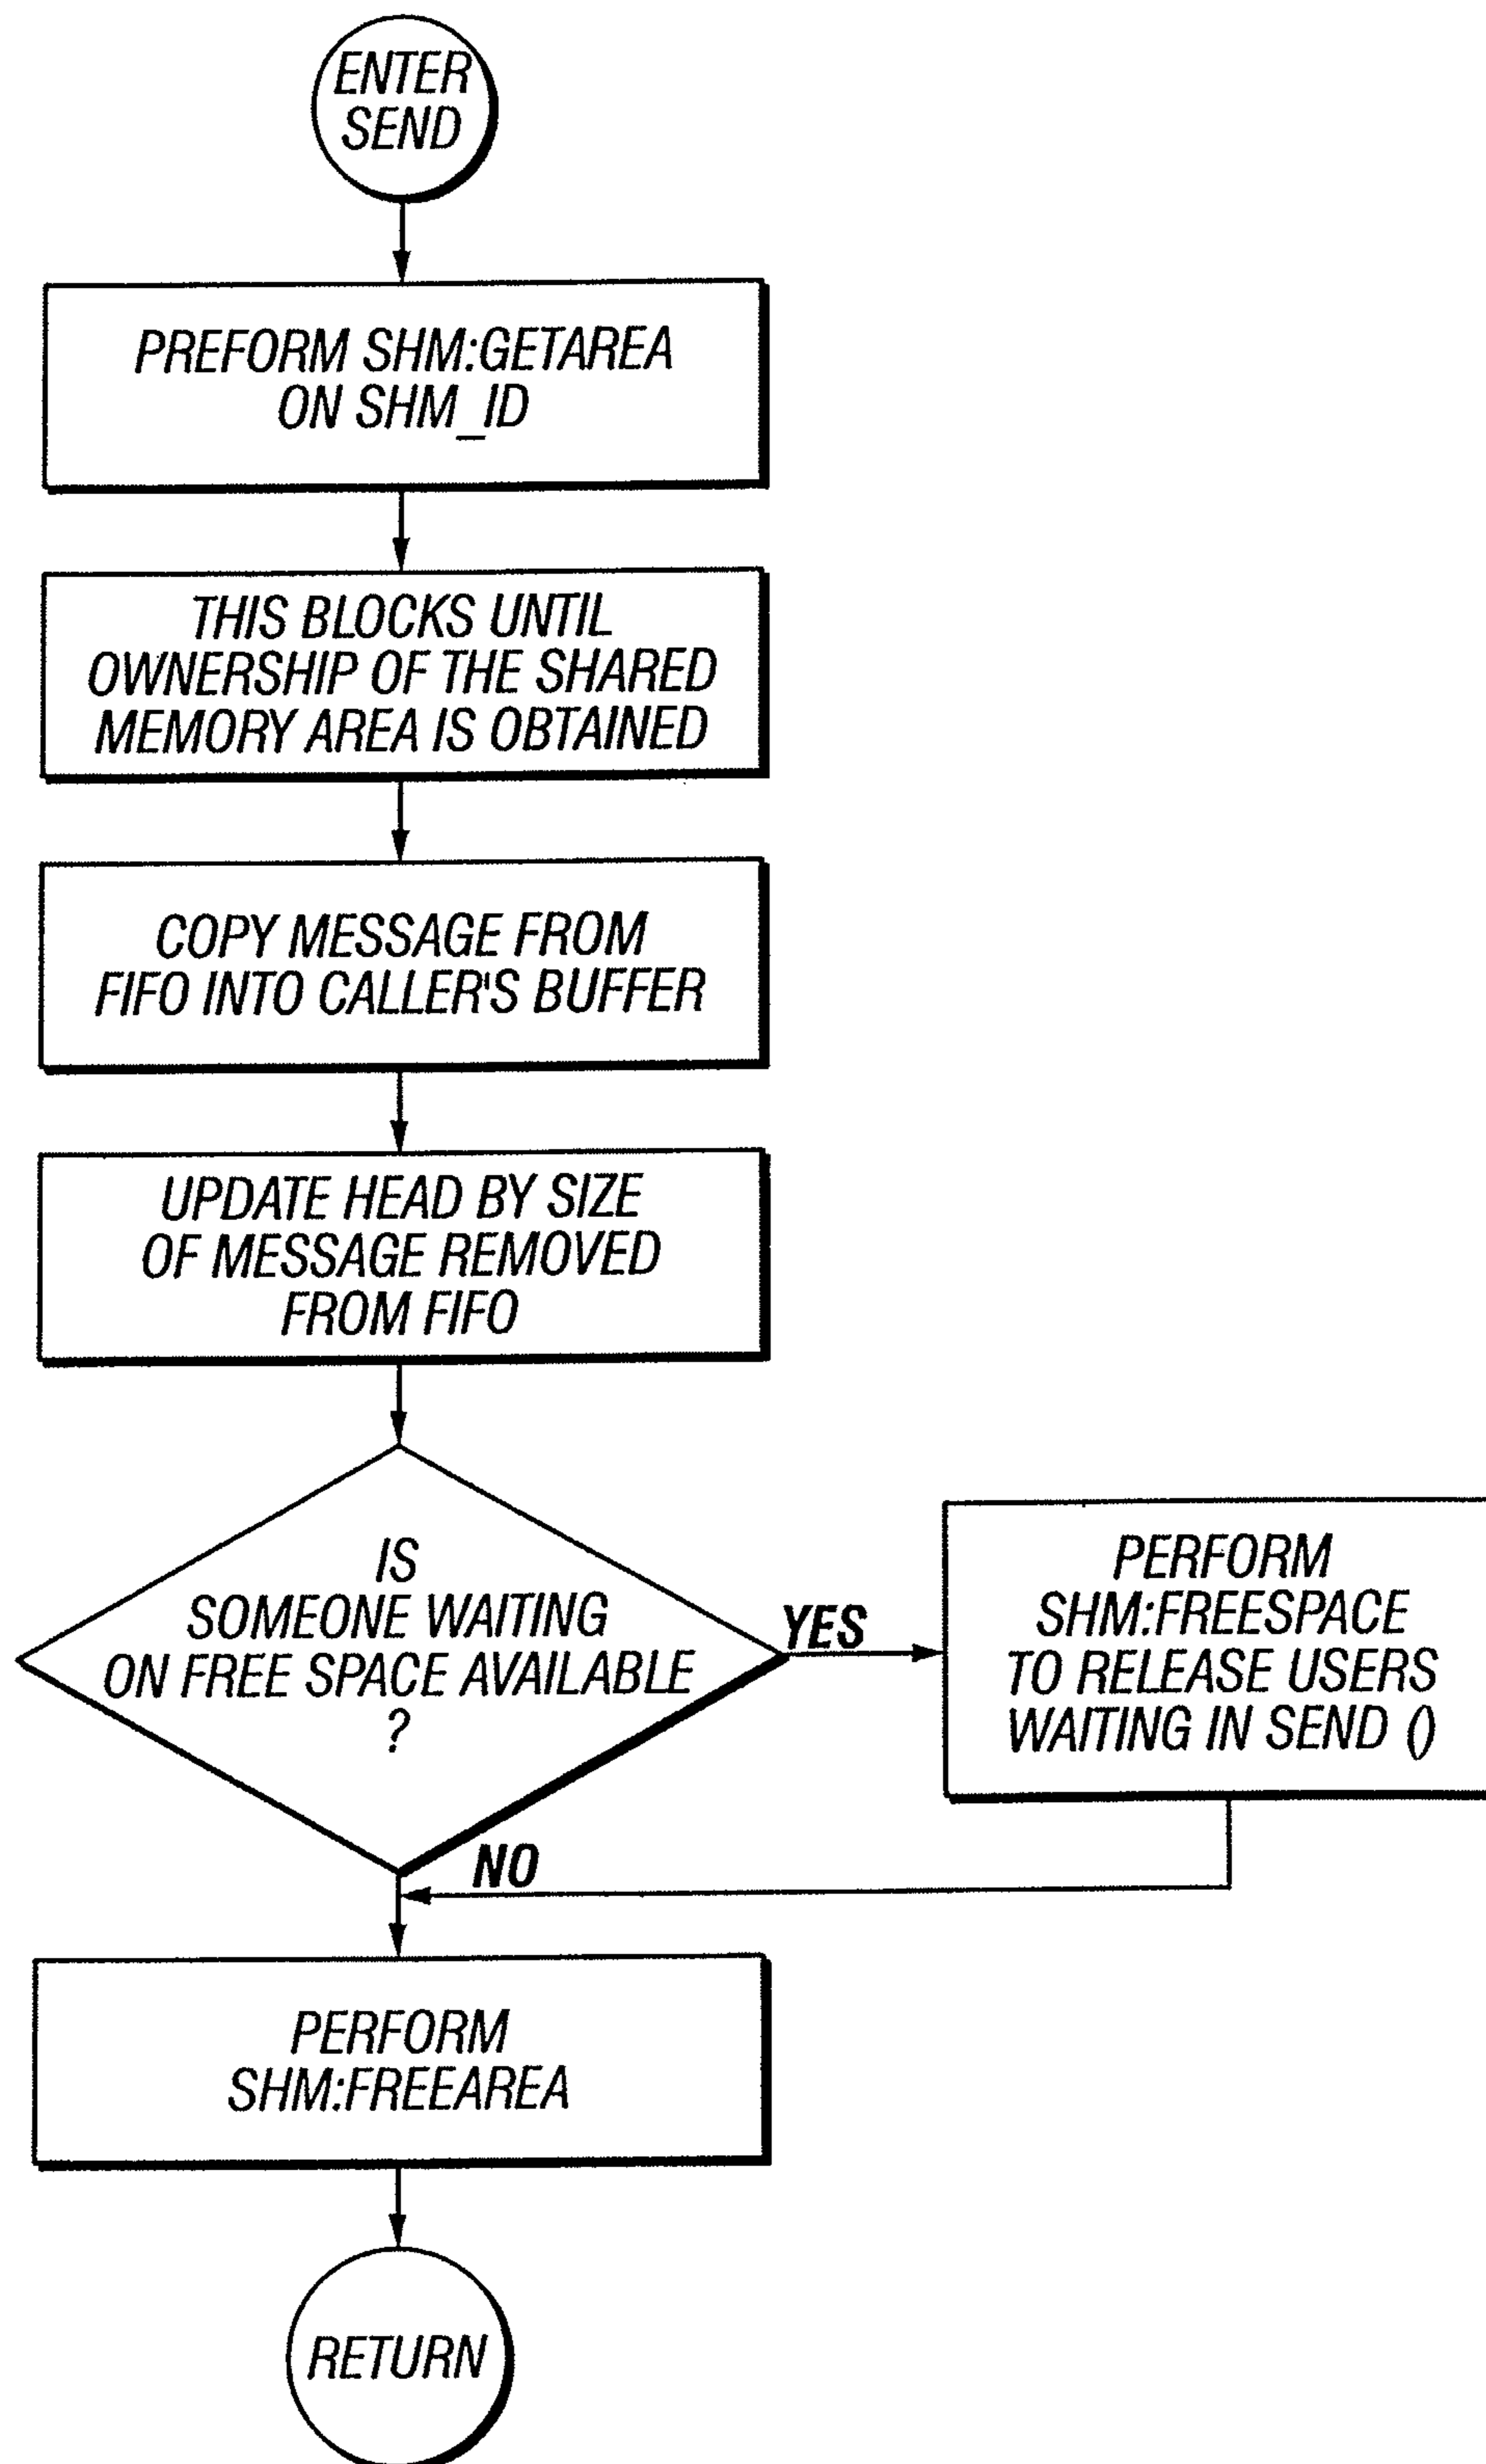 ENTER
SEND
PREFORM SHM:GETAREA
ON SHM_ID
THIS BLOCKS UNTIL
OWNERSHIP OF THE SHARED
MEMORY AREA IS OBTAINED
COPY MESSAGE FROM
FIFO INTO CALLER'S BUFFER
UPDATE HEAD BY SIZE
OF MESSAGE REMOVED
FROM FIFO
IS
SOMEONE WAITING
ON FREE SPACE AVAILABLE
?
YES
PERFORM
SHM:FREESPACE
TO RELEASE USERS
WAITING IN SEND ()
NO
PERFORM
SHM:FREEAREA
RETURN